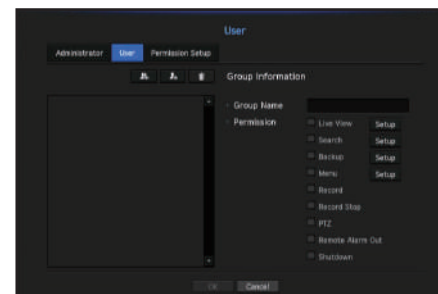 User
Administrator User Permission Setup
Group Information
Group Name
Permission
Live View Setup
Search Setup
Backup Setup
Menu Setup
Record
Record Stop
PTZ
Remote Alarm Out
Shutdown
OK Cancel